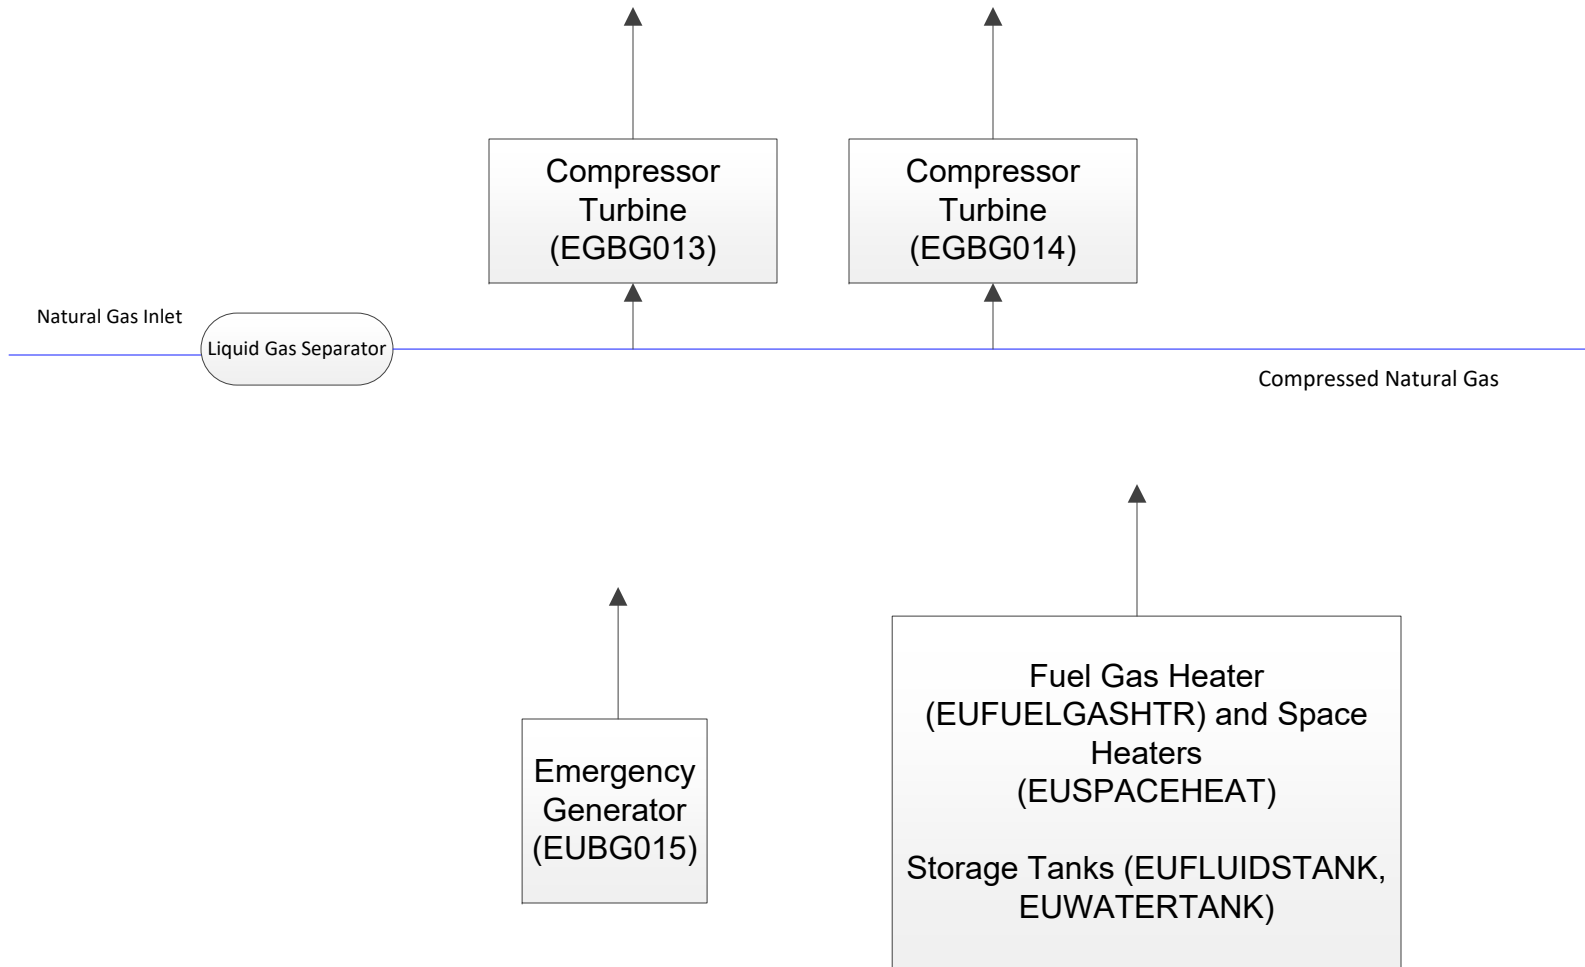 Compressor
Turbine
(EGBG013)
Compressor
Turbine
(EGBG014)
Natural Gas Inlet
Liquid Gas Separator
Compressed Natural Gas
Emergency
Generator
(EUBG015)
Fuel Gas Heater
(EUFUELGASHTR) and Space
Heaters
(EUSPACEHEAT)
Storage Tanks (EUFLUIDSTANK,
EUWATERTANK)